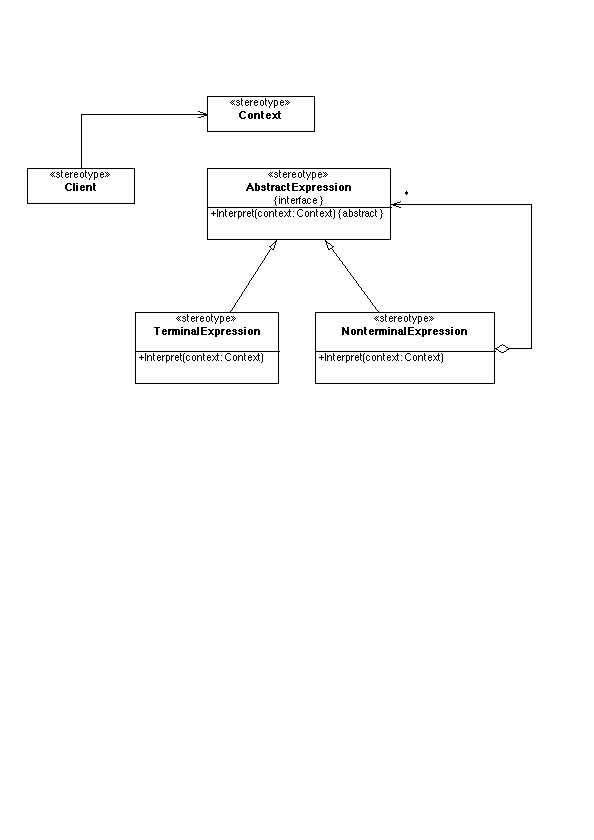 «stereotype»
Context
«stereotype»
Client
«stereotype»
AbstractExpression
{interface}
+Interpret(context: Context) {abstract}
*
«stereotype»
TerminalExpression
+Interpret(context: Context)
«stereotype»
NonterminalExpression
+Interpret(context: Context)